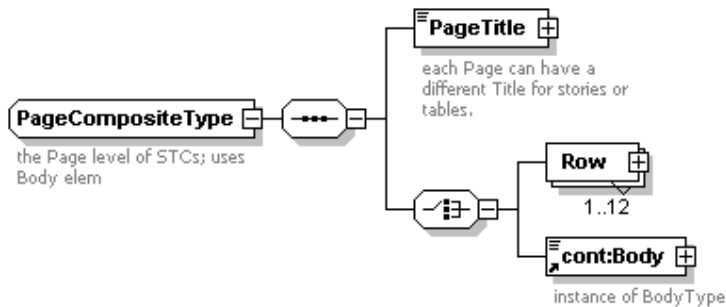 PageTitle
each Page can have a
different Title for stories or
tables.
PageCompositeType
the Page level of STCs; uses
Body elem
Row
1..12
cont:Body
instance of BodyType